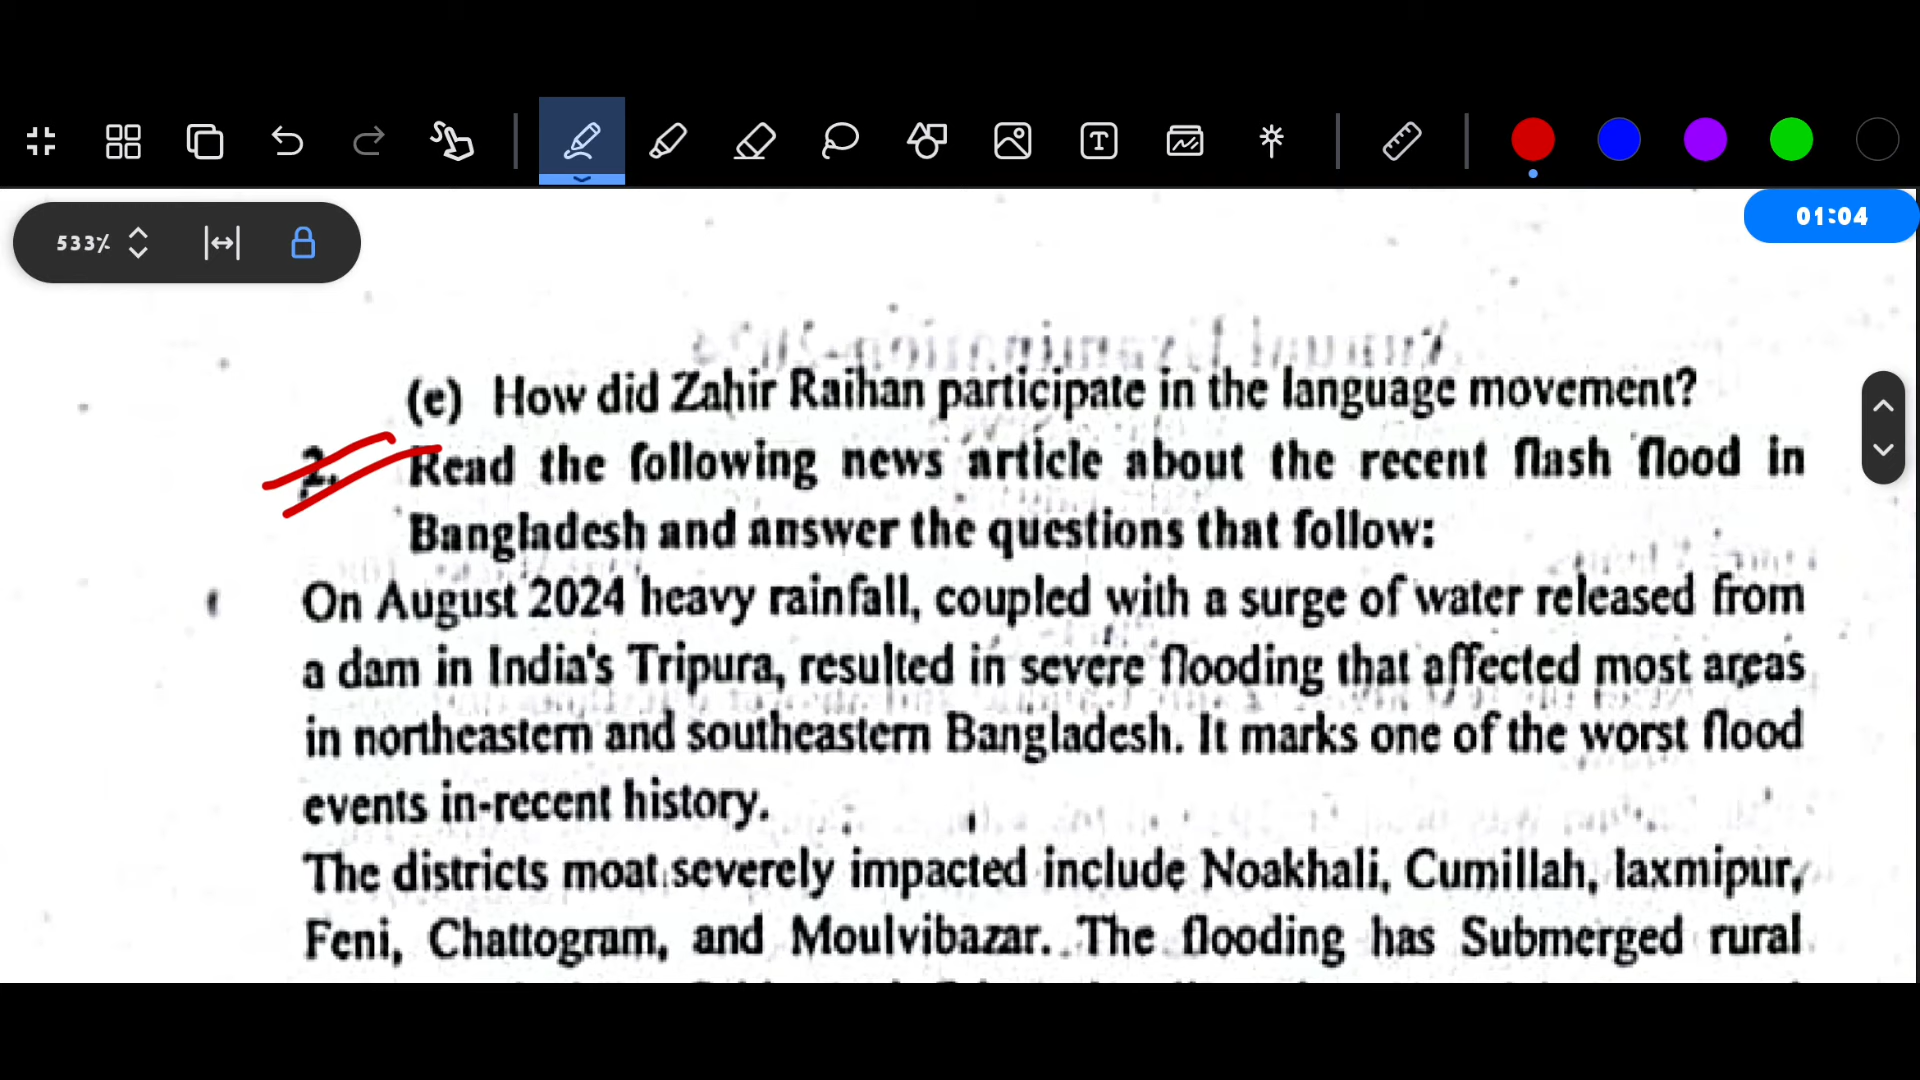 533%
01:04
(e) How did Zahir Raihan participate in the language movement?
2. Read the following news article about the recent flash flood in
Bangladesh and answer the questions that follow:
On August 2024 heavy rainfall, coupled with a surge of water released from
a dam in India's Tripura, resulted in severe flooding that affected most areas
in northeastern and southeastern Bangladesh. It marks one of the worst flood
events in-recent history.
The districts moat severely impacted include Noakhali, Cumillah, laxmipur,
Feni, Chattogram, and Moulvibazar. The flooding has Submerged rural